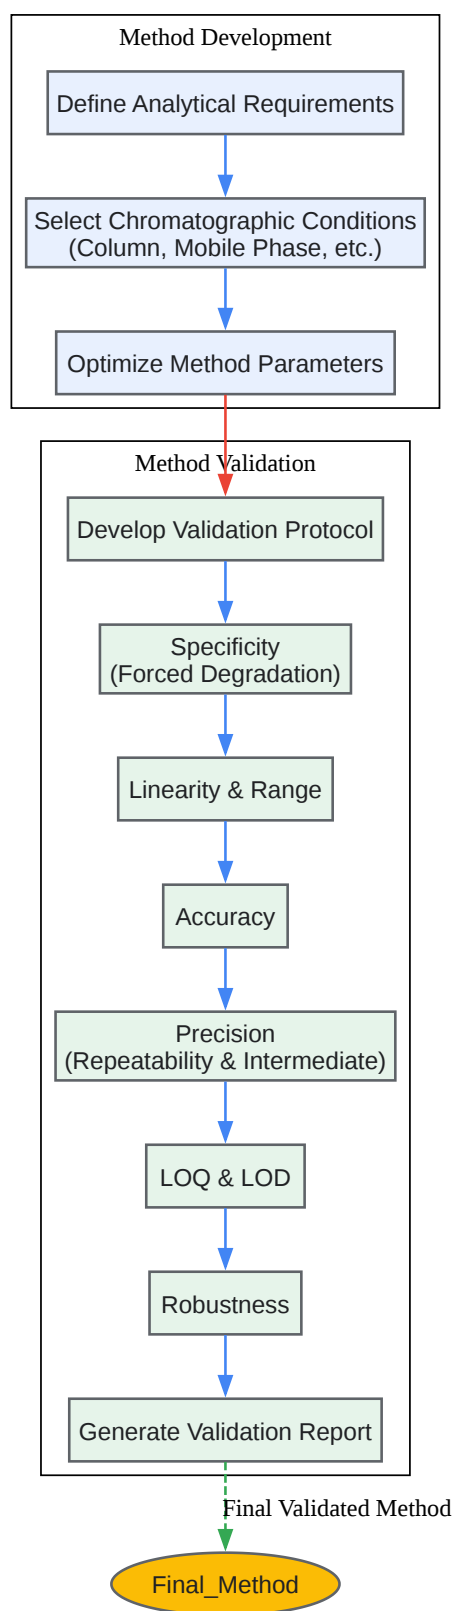 Method Development
Define Analytical Requirements
Select Chromatographic Conditions
(Column, Mobile Phase, etc.)
Optimize Method Parameters
Method Validation
Develop Validation Protocol
Specificity
(Forced Degradation)
Linearity & Range
Accuracy
Precision
(Repeatability & Intermediate)
LOQ & LOD
Robustness
Generate Validation Report
Final Validated Method
Final_Method